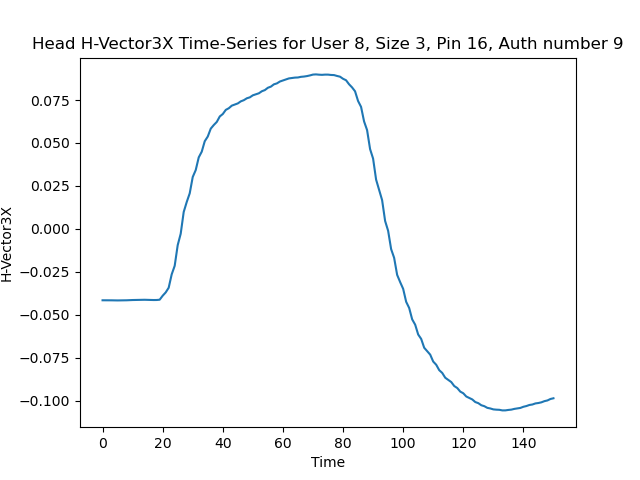 Head H-Vector3X Time-Series for User 8, Size 3, Pin 16, Auth number 9
H-Vector3X
0.075
0.050
0.025
0.000
−0.025
−0.050
−0.075
−0.100
0 20 40 60 80 100 120 140
Time